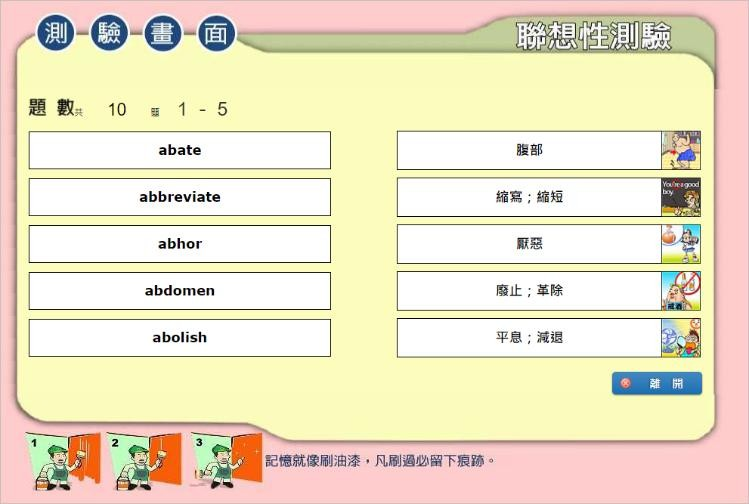 測驗畫面
聯想性測驗
題數共 10 題 1 - 5
abate 腹部
abbreviate 縮寫；縮短
You're a good boy.
abhor 厭惡
abdomen 廢止；革除
戒酒
abolish 平息；減退
離開
1 2 3
記憶就像刷油漆，凡刷過必留下痕跡。